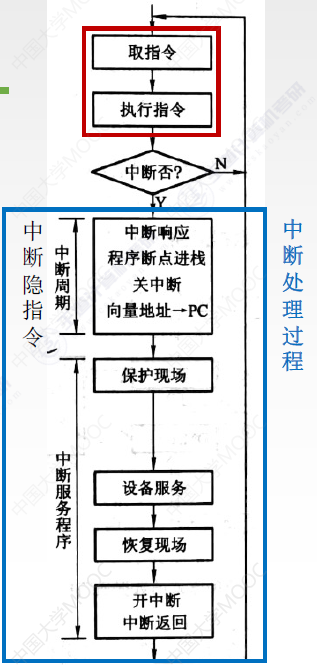 取指令
执行指令
中断否?
N
Y
中断隐指令
中断周期
中断响应
程序断点进栈
关中断
向量地址→PC
中断处理过程
中断服务程序
保护现场
设备服务
恢复现场
开中断
中断返回
中国大学MOOC